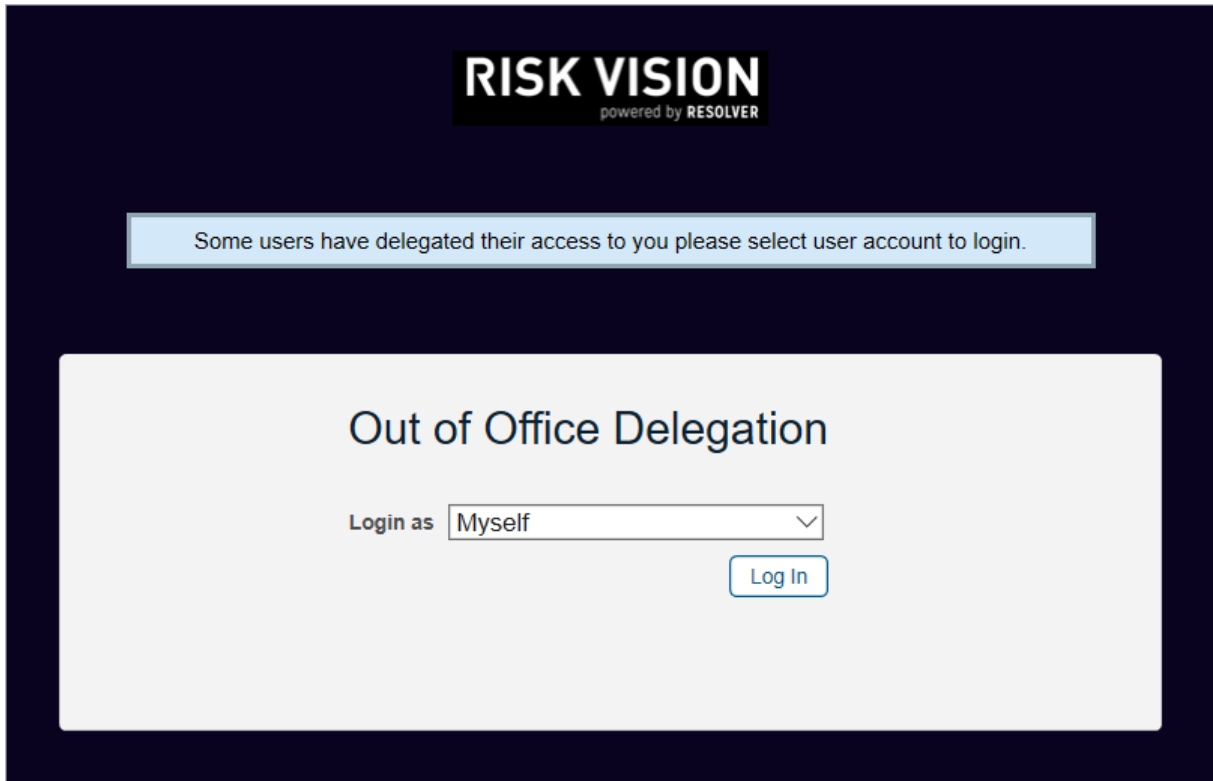 RISK VISION
powered by RESOLVER
Some users have delegated their access to you please select user account to login.
Out of Office Delegation
Login as Myself
Log In